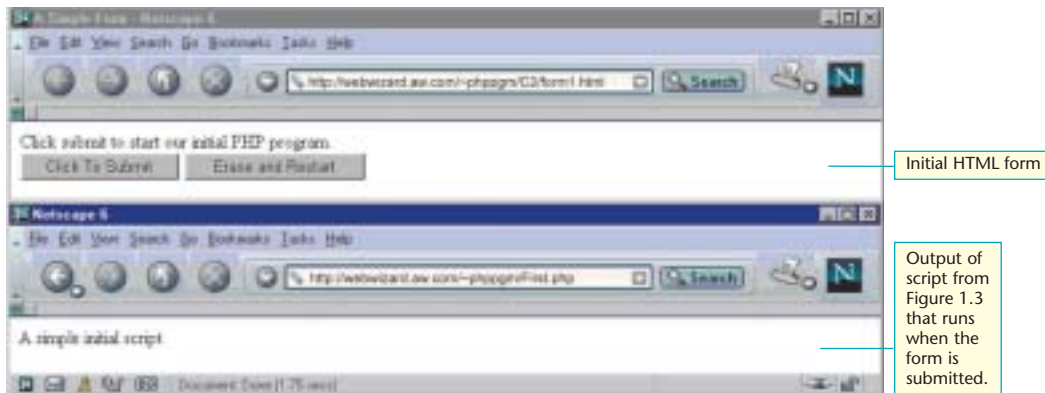 A Simple Form - Netscape 6
File Edit View Search Go Bookmarks Tasks Help
http://webwizard.aw.com/~phppgm/C2/form1.html Search N
Click submit to start our initial PHP program.
Click To Submit Erase and Restart
Initial HTML form
Netscape 6
File Edit View Search Go Bookmarks Tasks Help
http://webwizard.aw.com/~phppgm/First.php Search N
A simple initial script
Document: Done (1.75 secs)
Output of
script from
Figure 1.3
that runs
when the
form is
submitted.